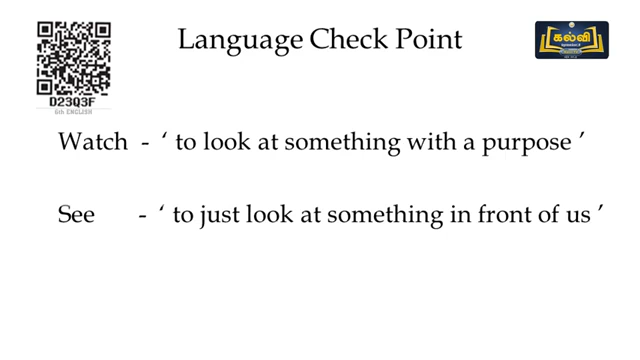 Language Check Point
கல்வி
D23Q3F
6th ENGLISH
Watch - ‘ to look at something with a purpose ’
See - ‘ to just look at something in front of us ’